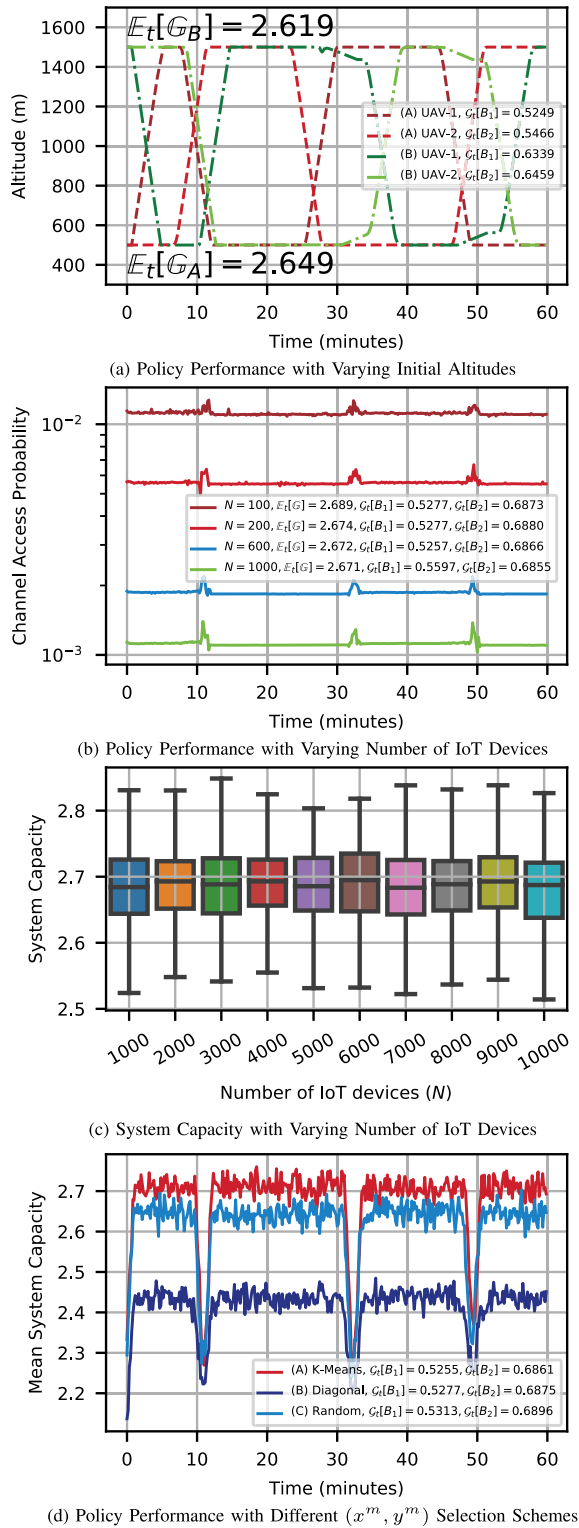 𝔼ₜ[𝔾_B] = 2.619
1600
1400
1200
1000
800
600
400
Altitude (m)
(A) UAV-1, 𝒢ₜ[B₁] = 0.5249
(A) UAV-2, 𝒢ₜ[B₂] = 0.5466
(B) UAV-1, 𝒢ₜ[B₁] = 0.6339
(B) UAV-2, 𝒢ₜ[B₂] = 0.6459
𝔼ₜ[𝔾_A] = 2.649
0 10 20 30 40 50 60
Time (minutes)
(a) Policy Performance with Varying Initial Altitudes
10⁻²
10⁻³
Channel Access Probability
N = 100, 𝔼ₜ[𝔾] = 2.689, 𝒢ₜ[B₁] = 0.5277, 𝒢ₜ[B₂] = 0.6873
N = 200, 𝔼ₜ[𝔾] = 2.674, 𝒢ₜ[B₁] = 0.5277, 𝒢ₜ[B₂] = 0.6880
N = 600, 𝔼ₜ[𝔾] = 2.672, 𝒢ₜ[B₁] = 0.5257, 𝒢ₜ[B₂] = 0.6866
N = 1000, 𝔼ₜ[𝔾] = 2.671, 𝒢ₜ[B₁] = 0.5597, 𝒢ₜ[B₂] = 0.6855
0 10 20 30 40 50 60
Time (minutes)
(b) Policy Performance with Varying Number of IoT Devices
2.8
2.7
2.6
2.5
System Capacity
1000 2000 3000 4000 5000 6000 7000 8000 9000 10000
Number of IoT devices (N)
(c) System Capacity with Varying Number of IoT Devices
2.7
2.6
2.5
2.4
2.3
2.2
Mean System Capacity
(A) K-Means, 𝒢ₜ[B₁] = 0.5255, 𝒢ₜ[B₂] = 0.6861
(B) Diagonal, 𝒢ₜ[B₁] = 0.5277, 𝒢ₜ[B₂] = 0.6875
(C) Random, 𝒢ₜ[B₁] = 0.5313, 𝒢ₜ[B₂] = 0.6896
0 10 20 30 40 50 60
Time (minutes)
(d) Policy Performance with Different (xᵐ, yᵐ) Selection Schemes